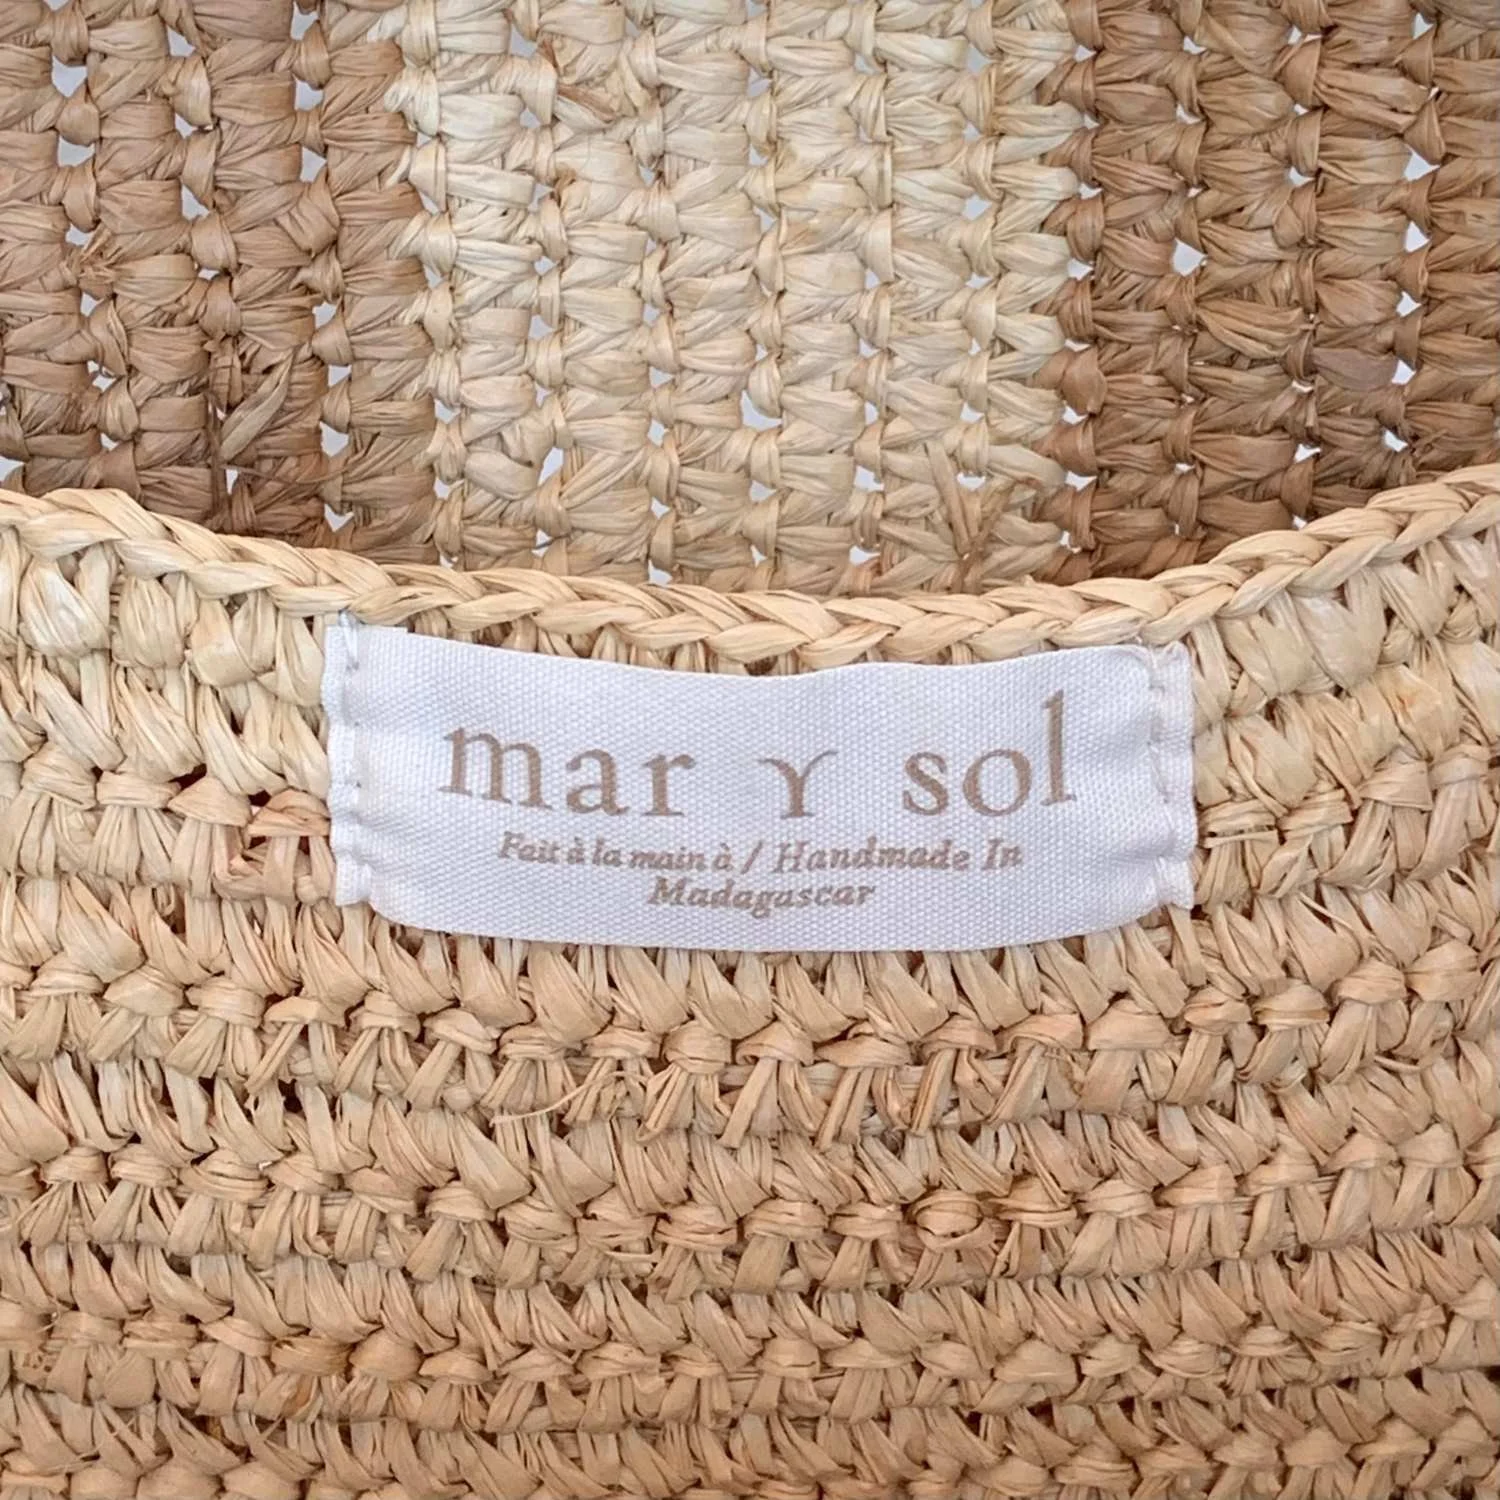 mar Y sol
Fait à la main à / Handmade In
Madagascar